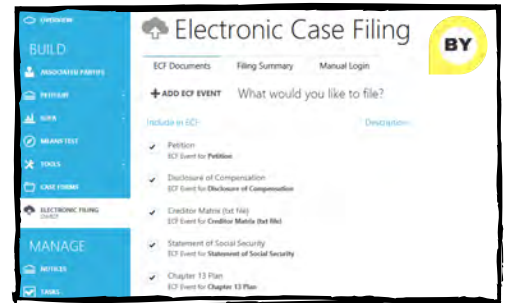 OVERVIEW
BUILD
ASSOCIATED PARTIES
PETITION
MEANS TEST
TOOLS
CASE FORMS
ELECTRONIC FILING
MANAGE
NOTICES
TASKS
Electronic Case Filing
BY
ECF Documents Filing Summary Manual Login
+ ADD ECF EVENT What would you like to file?
Include in ECF Description
Petition
ECF Event for Petition
Disclosure of Compensation
ECF Event for Disclosure of Compensation
Creditor Matrix (txt file)
ECF Event for Creditor Matrix (txt file)
Statement of Social Security
ECF Event for Statement of Social Security
Chapter 13 Plan
ECF Event for Chapter 13 Plan